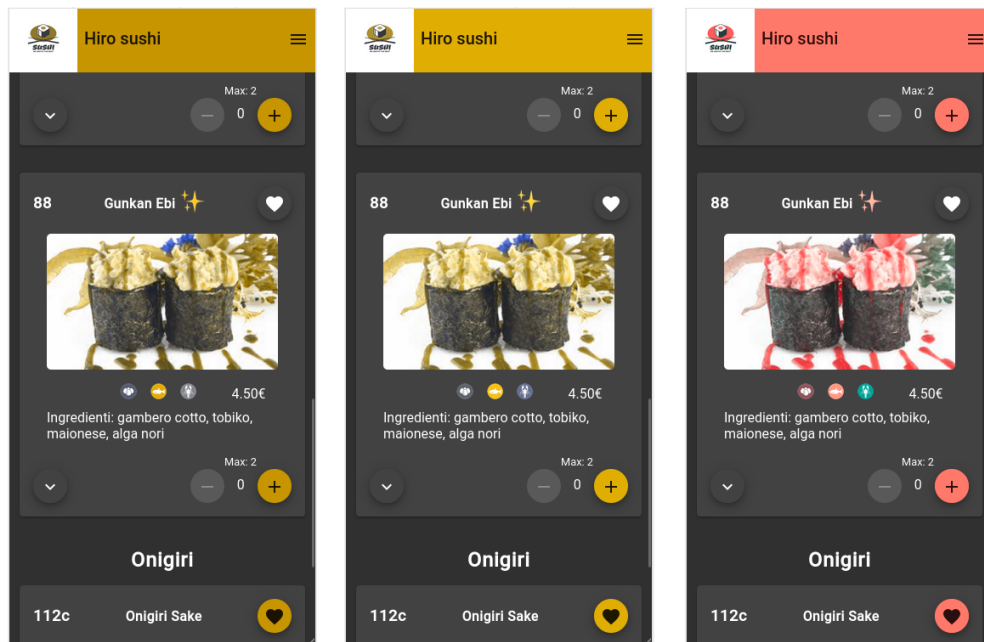 SUSHI
Hiro sushi
Max: 2
0
88
Gunkan Ebi
4.50€
Ingredienti: gambero cotto, tobiko,
maionese, alga nori
Max: 2
0
Onigiri
112c
Onigiri Sake
SUSHI
Hiro sushi
Max: 2
0
88
Gunkan Ebi
4.50€
Ingredienti: gambero cotto, tobiko,
maionese, alga nori
Max: 2
0
Onigiri
112c
Onigiri Sake
SUSHI
Hiro sushi
Max: 2
0
88
Gunkan Ebi
4.50€
Ingredienti: gambero cotto, tobiko,
maionese, alga nori
Max: 2
0
Onigiri
112c
Onigiri Sake